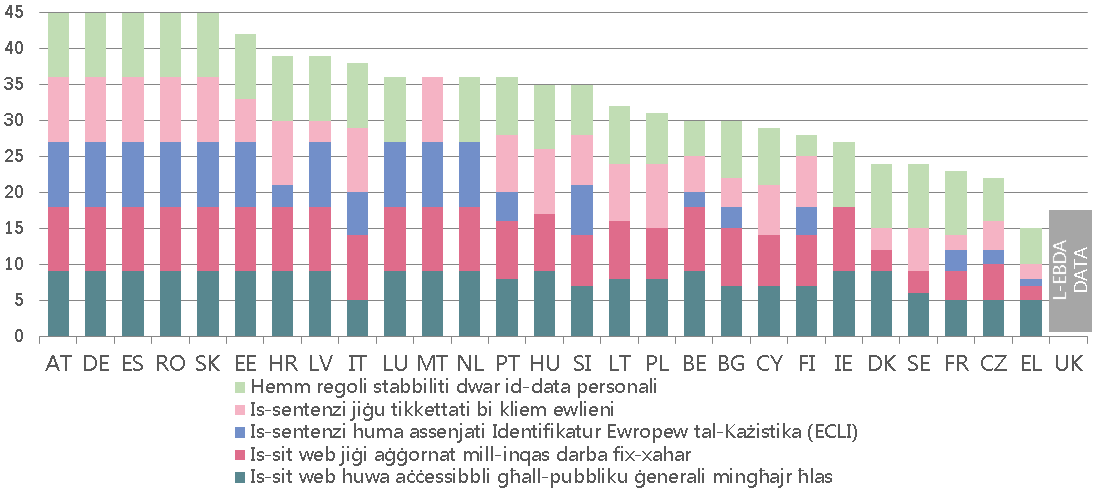 45
40
35
30
25
20
15
10
5
0
L-EBDA
DATA
AT DE ES RO SK EE HR LV IT LU MT NL PT HU SI LT PL BE BG CY FI IE DK SE FR CZ EL UK
Hemm regoli stabbiliti dwar id-data personali
Is-sentenzi jiġu tikkettati bi kliem ewlieni
Is-sentenzi huma assenjati Identifikatur Ewropew tal-Każistika (ECLI)
Is-sit web jiġi aġġornat mill-inqas darba fix-xahar
Is-sit web huwa aċċessibbli għall-pubbliku ġenerali mingħajr ħlas